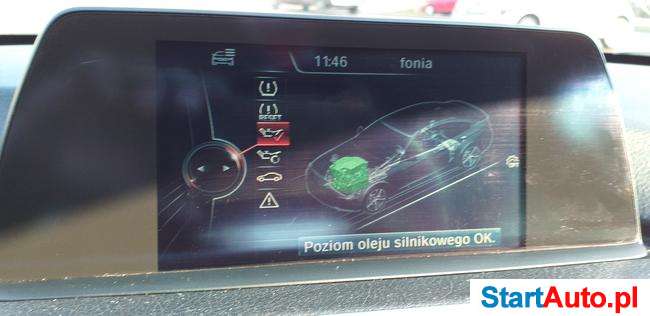 11:46 fonia
RESET
Poziom oleju silnikowego OK.
StartAuto.pl